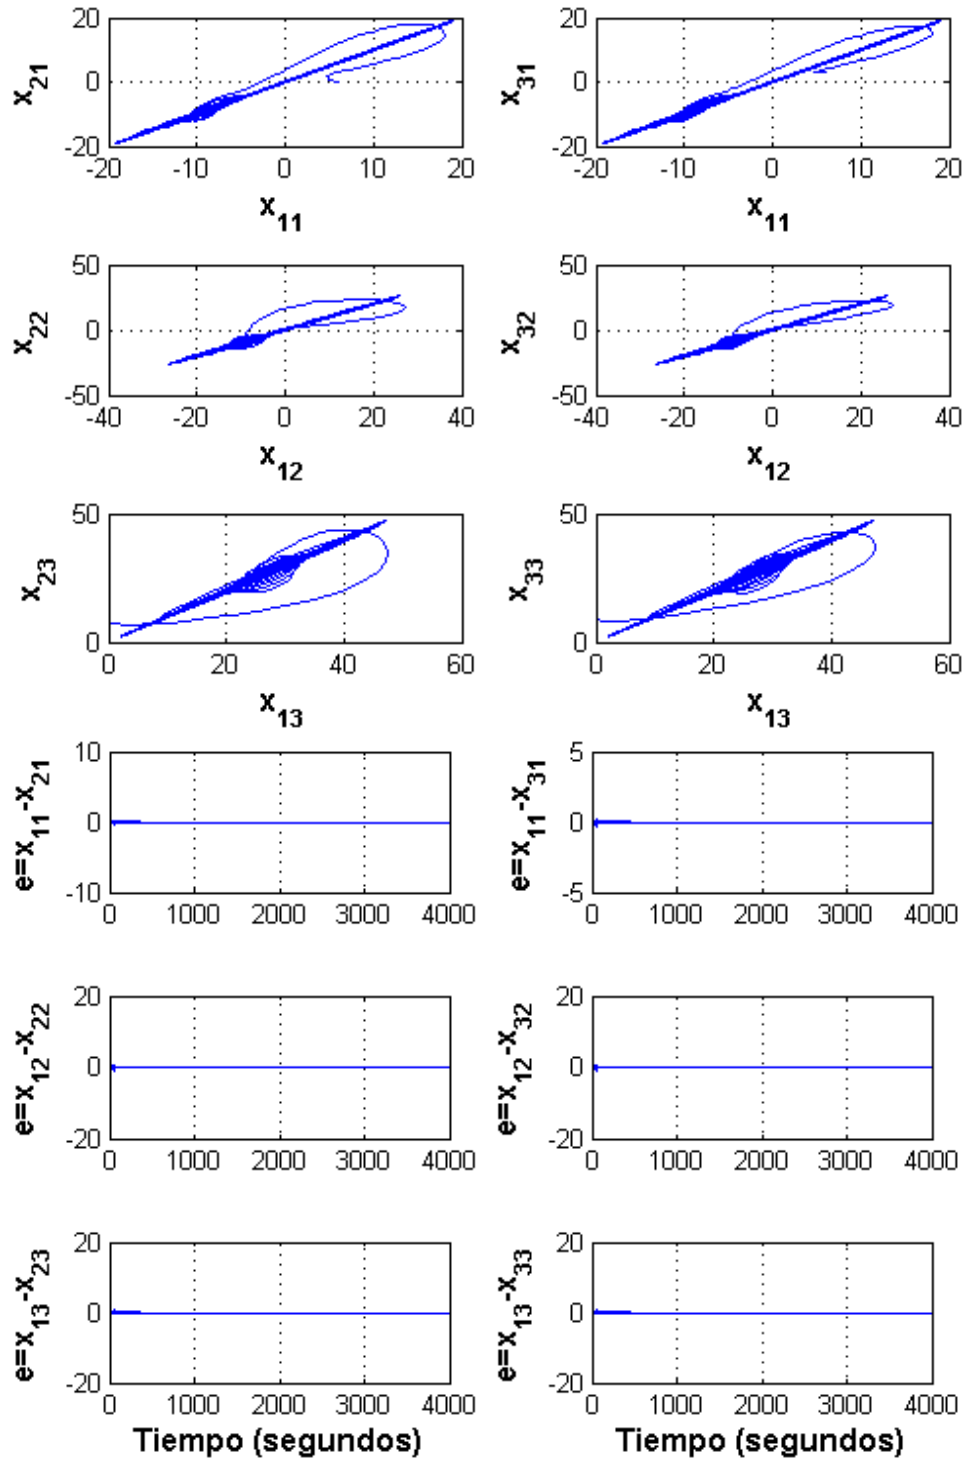 20 20
x21 0 x31 0
-20 -20
-20 -10 0 10 20 -20 -10 0 10 20
x11 x11
50 50
x22 0 x32 0
-50 -50
-40 -20 0 20 40 -40 -20 0 20 40
x12 x12
50 50
x23 x33
0 0
0 20 40 60 0 20 40 60
x13 x13
10 5
e=x11-x21 0 e=x11-x31 0
-10 -5
0 1000 2000 3000 4000 0 1000 2000 3000 4000
20 20
e=x12-x22 0 e=x12-x32 0
-20 -20
0 1000 2000 3000 4000 0 1000 2000 3000 4000
20 20
e=x13-x23 0 e=x13-x33 0
-20 -20
0 1000 2000 3000 4000 0 1000 2000 3000 4000
Tiempo (segundos) Tiempo (segundos)